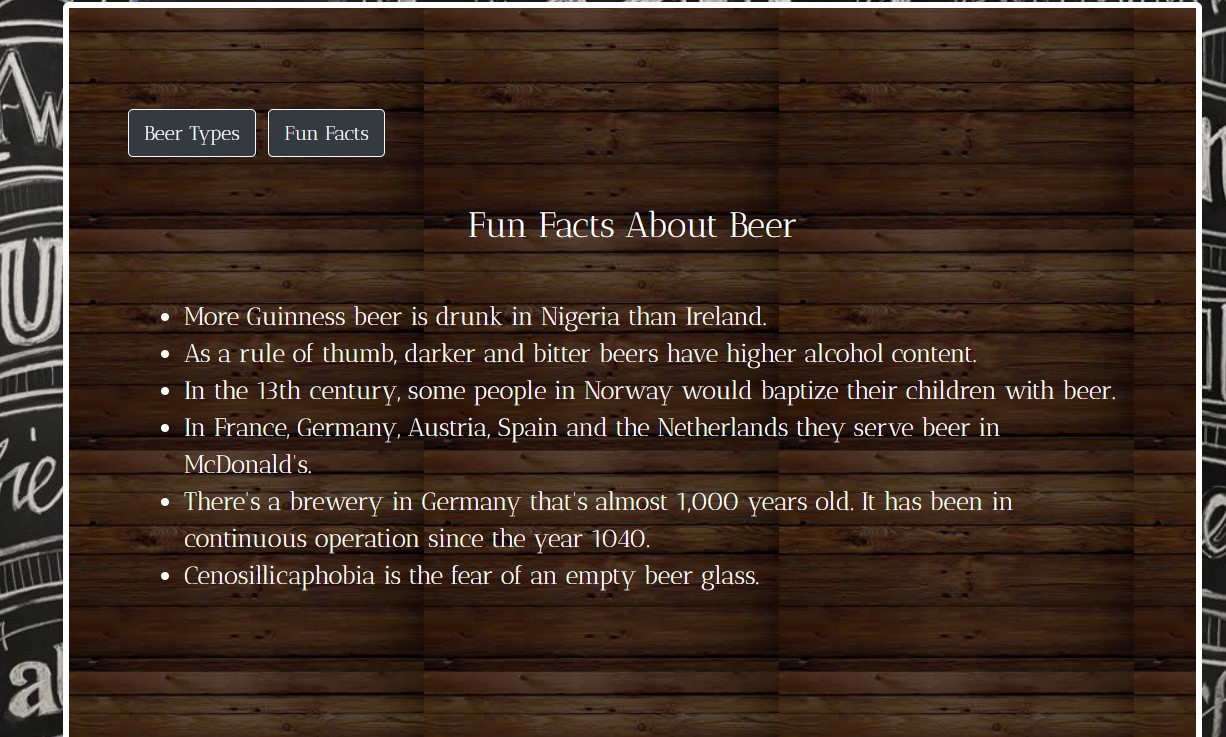 Beer Types Fun Facts
Fun Facts About Beer
• More Guinness beer is drunk in Nigeria than Ireland.
• As a rule of thumb, darker and bitter beers have higher alcohol content.
• In the 13th century, some people in Norway would baptize their children with beer.
• In France, Germany, Austria, Spain and the Netherlands they serve beer in
McDonald's.
• There's a brewery in Germany that's almost 1,000 years old. It has been in
continuous operation since the year 1040.
• Cenosillicaphobia is the fear of an empty beer glass.